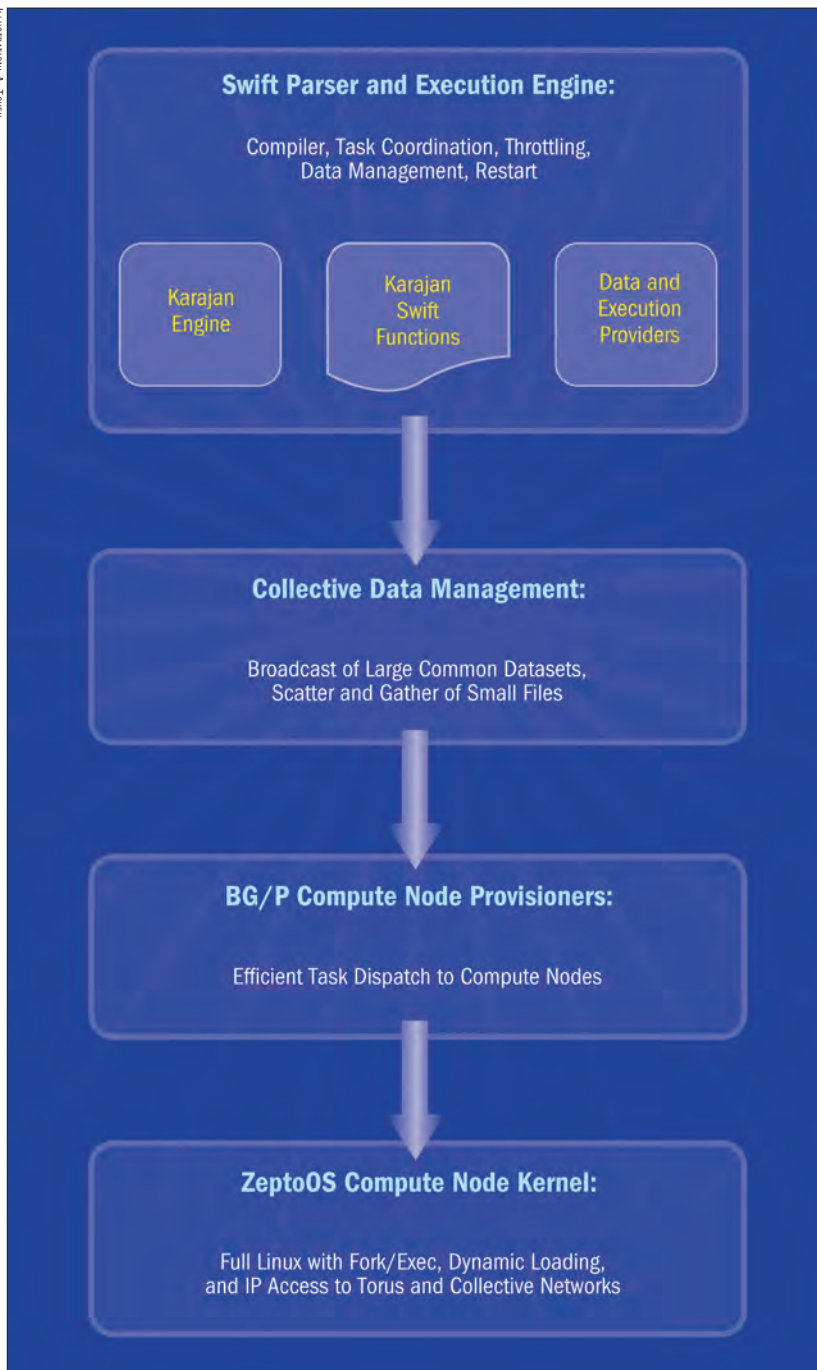 Swift Parser and Execution Engine:
Compiler, Task Coordination, Throttling,
Data Management, Restart
Karajan
Engine
Karajan
Swift
Functions
Data and
Execution
Providers
Collective Data Management:
Broadcast of Large Common Datasets,
Scatter and Gather of Small Files
BG/P Compute Node Provisioners:
Efficient Task Dispatch to Compute Nodes
ZeptoOS Compute Node Kernel:
Full Linux with Fork/Exec, Dynamic Loading,
and IP Access to Torus and Collective Networks